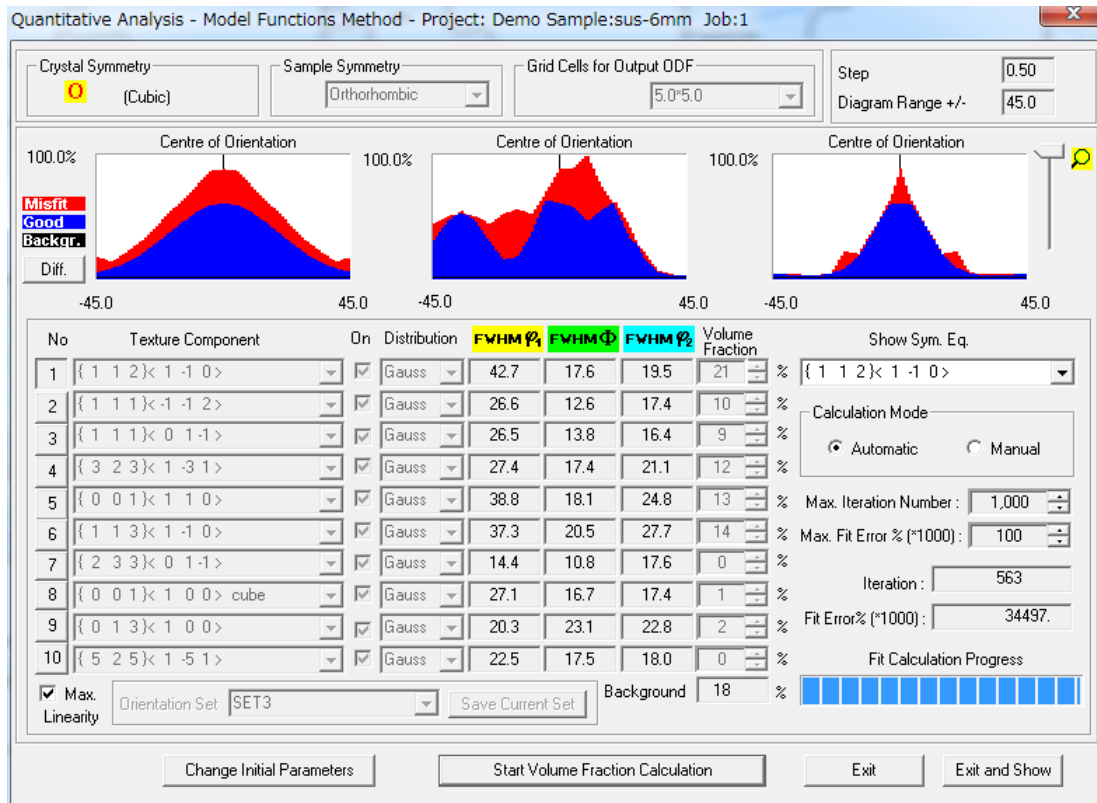 Quantitative Analysis - Model Functions Method - Project: Demo Sample:sus-6mm Job:1
X
Crystal Symmetry
O (Cubic)
Sample Symmetry
Orthorhombic
Grid Cells for Output ODF
5.0*5.0
Step 0.50
Diagram Range +/- 45.0
Centre of Orientation Centre of Orientation Centre of Orientation
100.0% 100.0% 100.0%
Misfit
Good
Backgr.
Diff.
-45.0 45.0 -45.0 45.0 -45.0 45.0
No Texture Component On Distribution FWHM φ1 FWHM Φ FWHM φ2 Volume Fraction
1 { 1 1 2}< 1 -1 0> Gauss 42.7 17.6 19.5 21 %
2 { 1 1 1}< -1 -1 2> Gauss 26.6 12.6 17.4 10 %
3 { 1 1 1}< 0 1 -1> Gauss 26.5 13.8 16.4 9 %
4 { 3 2 3}< 1 -3 1> Gauss 27.4 17.4 21.1 12 %
5 { 0 0 1}< 1 1 0> Gauss 38.8 18.1 24.8 13 %
6 { 1 1 3}< 1 -1 0> Gauss 37.3 20.5 27.7 14 %
7 { 2 3 3}< 0 1 -1> Gauss 14.4 10.8 17.6 0 %
8 { 0 0 1}< 1 0 0> cube Gauss 27.1 16.7 17.4 1 %
9 { 0 1 3}< 1 0 0> Gauss 20.3 23.1 22.8 2 %
10 { 5 2 5}< 1 -5 1> Gauss 22.5 17.5 18.0 0 %
Max. Linearity
Orientation Set SET3
Save Current Set
Background 18 %
Show Sym. Eq.
{ 1 1 2}< 1 -1 0>
Calculation Mode
Automatic Manual
Max. Iteration Number : 1,000
Max. Fit Error % (*1000) : 100
Iteration : 563
Fit Error% (*1000) : 34497.
Fit Calculation Progress
Change Initial Parameters
Start Volume Fraction Calculation
Exit
Exit and Show